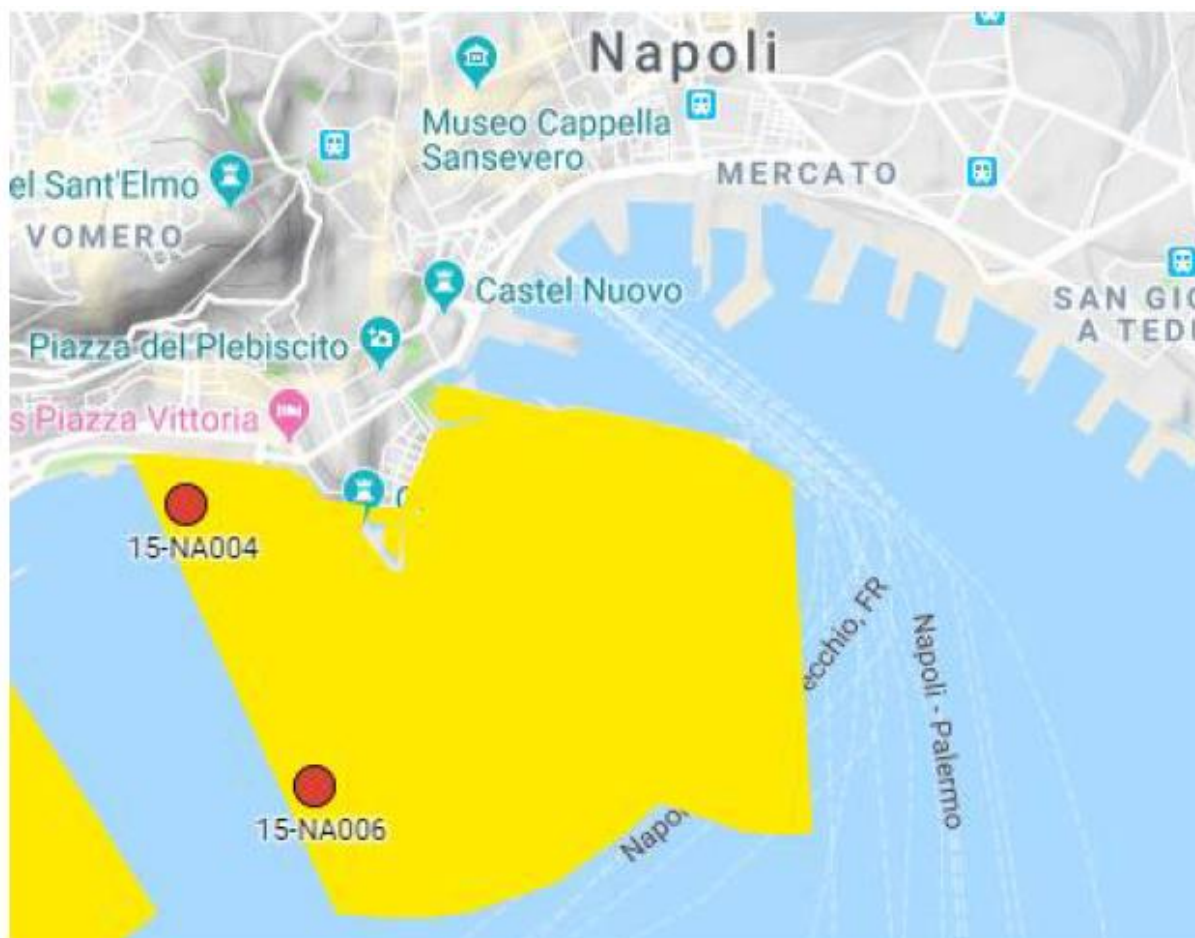 Napoli
Museo Cappella
Sansevero
MERCATO
el Sant'Elmo
VOMERO
Castel Nuovo
SAN GIO
A TEDU
Piazza del Plebiscito
s Piazza Vittoria
15-NA004
ecchio, FR
Napoli - Palermo
15-NA006
Napo